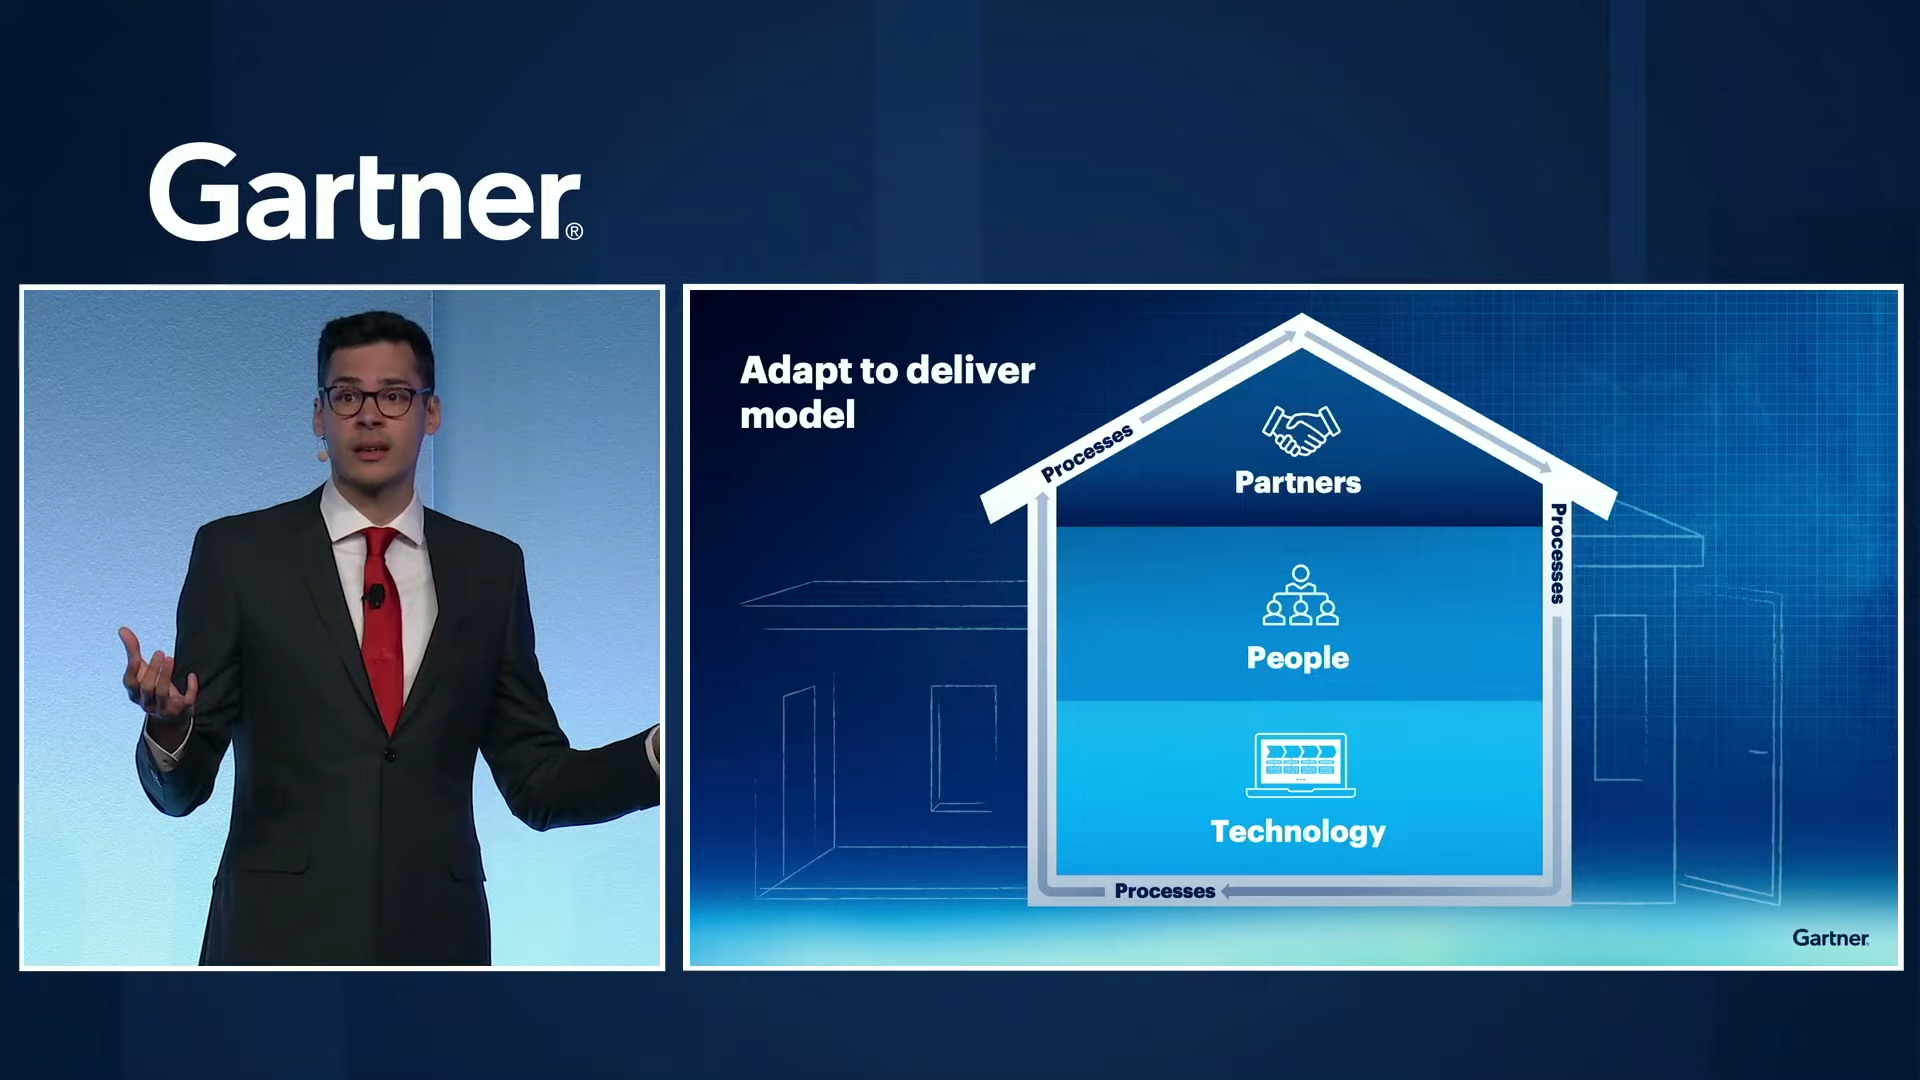 Gartner®
Adapt to deliver
model
Processes
Partners
Processes
People
Technology
Processes
Gartner